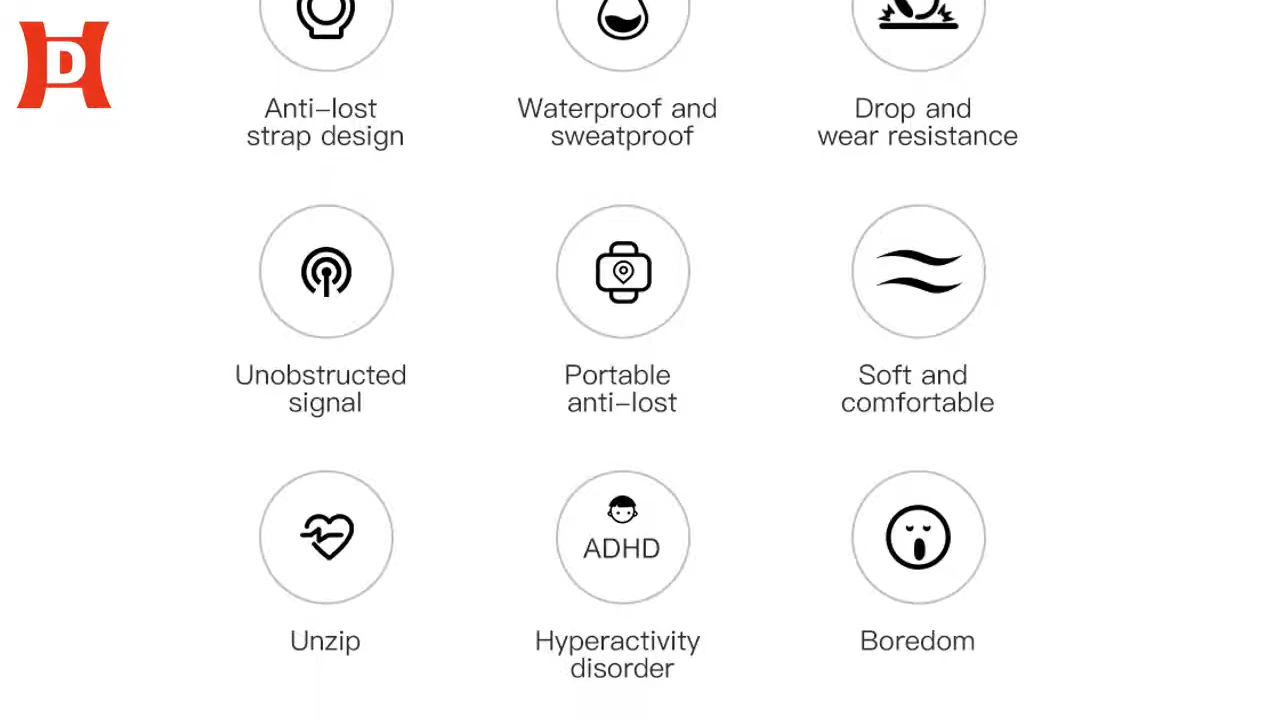 D
Anti–lost
strap design
Waterproof and
sweatproof
Drop and
wear resistance
Unobstructed
signal
Portable
anti–lost
Soft and
comfortable
ADHD
Unzip
Hyperactivity
disorder
Boredom